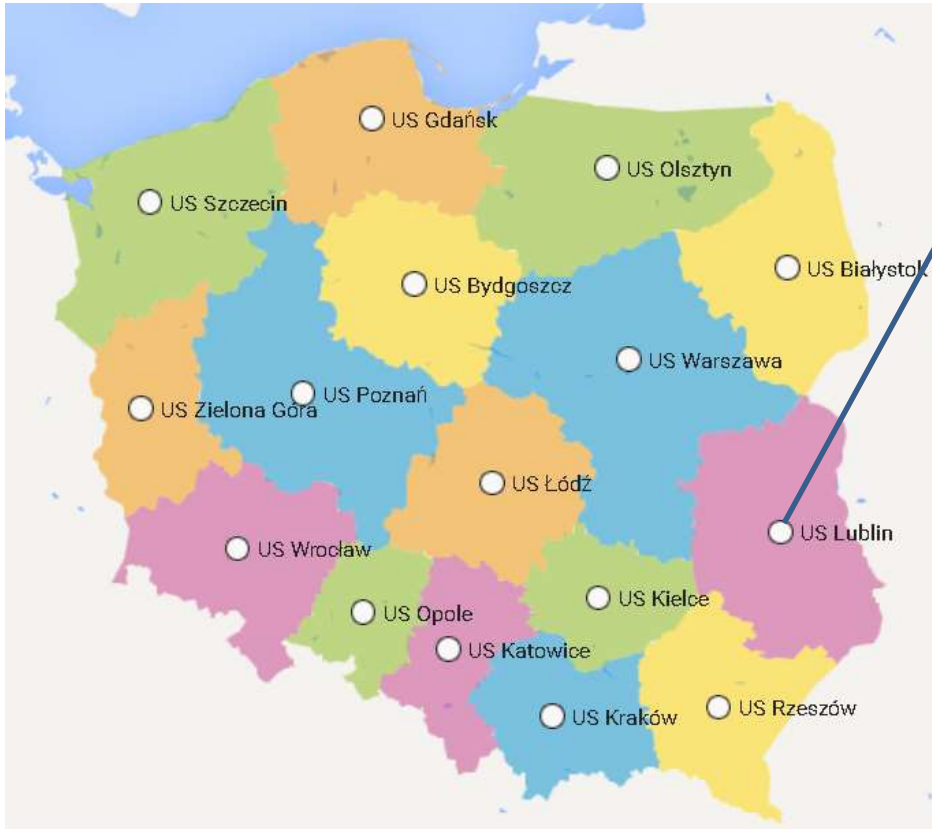 US Gdańsk
US Olsztyn
US Szczecin
US Białystok
US Bydgoszcz
US Warszawa
US Poznań
US Zielona Góra
US Łódź
US Lublin
US Wrocław
US Kielce
US Opole
US Katowice
US Rzeszów
US Kraków